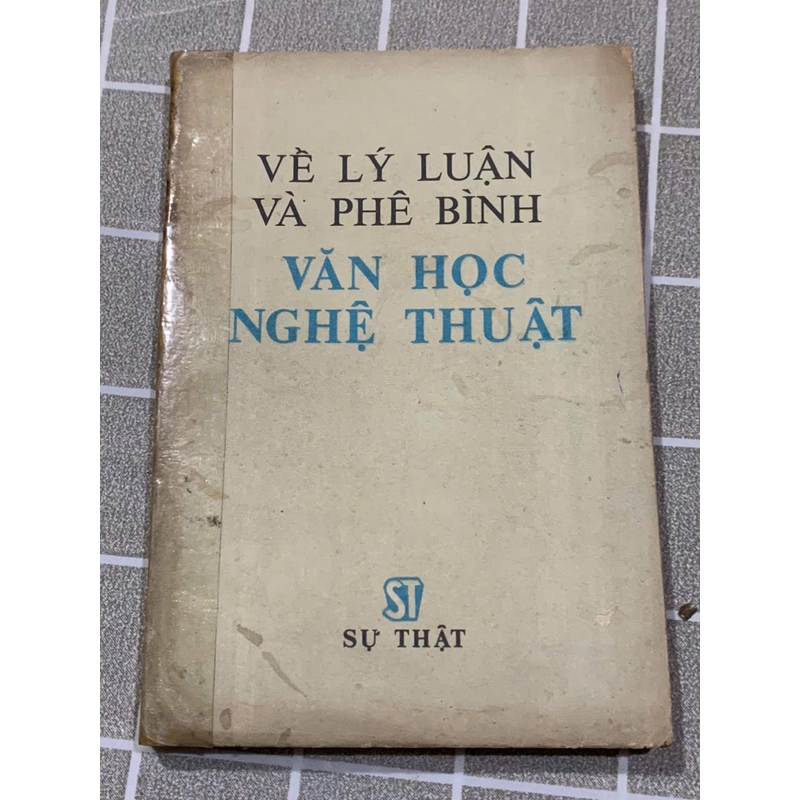 VỀ LÝ LUẬN
VÀ PHÊ BÌNH
VĂN HỌC
NGHỆ THUẬT
ST
SỰ THẬT